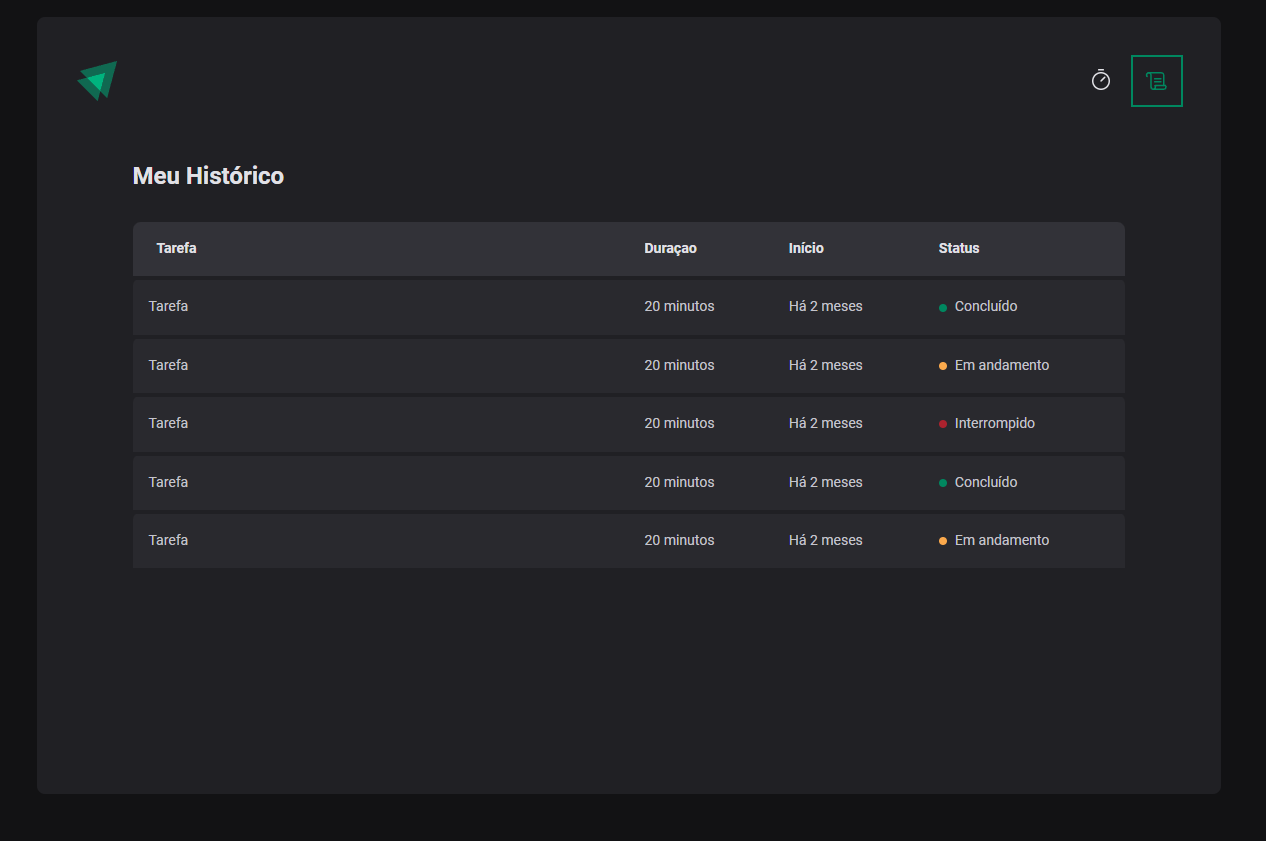 Meu Histórico
Tarefa Duraçao Início Status
Tarefa 20 minutos Há 2 meses Concluído
Tarefa 20 minutos Há 2 meses Em andamento
Tarefa 20 minutos Há 2 meses Interrompido
Tarefa 20 minutos Há 2 meses Concluído
Tarefa 20 minutos Há 2 meses Em andamento